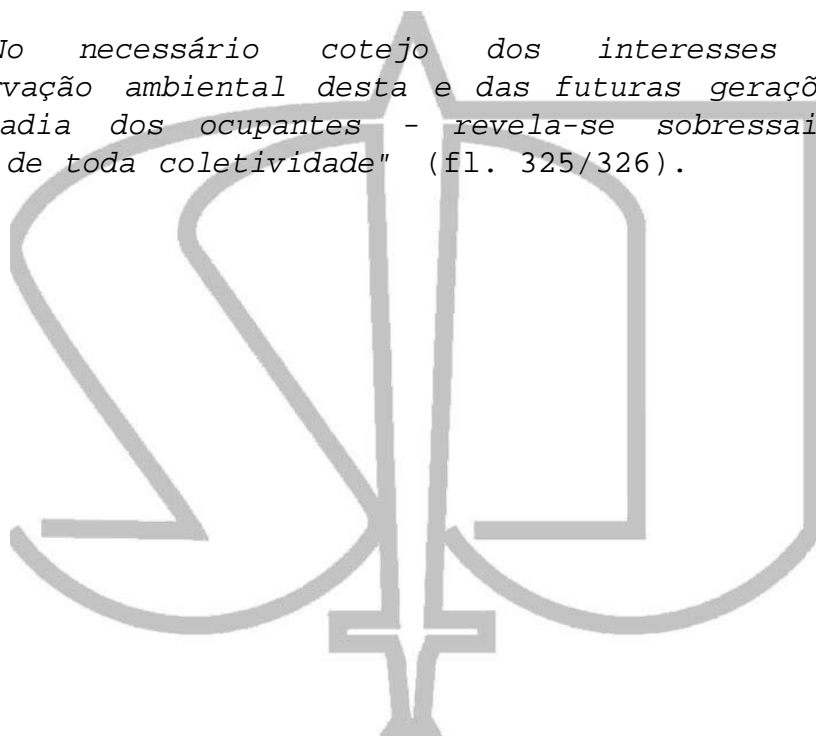 No necessário cotejo dos interesses
rvação ambiental desta e das futuras geraçõ
adia dos ocupantes - revela-se sobressai
de toda coletividade" (fl. 325/326).